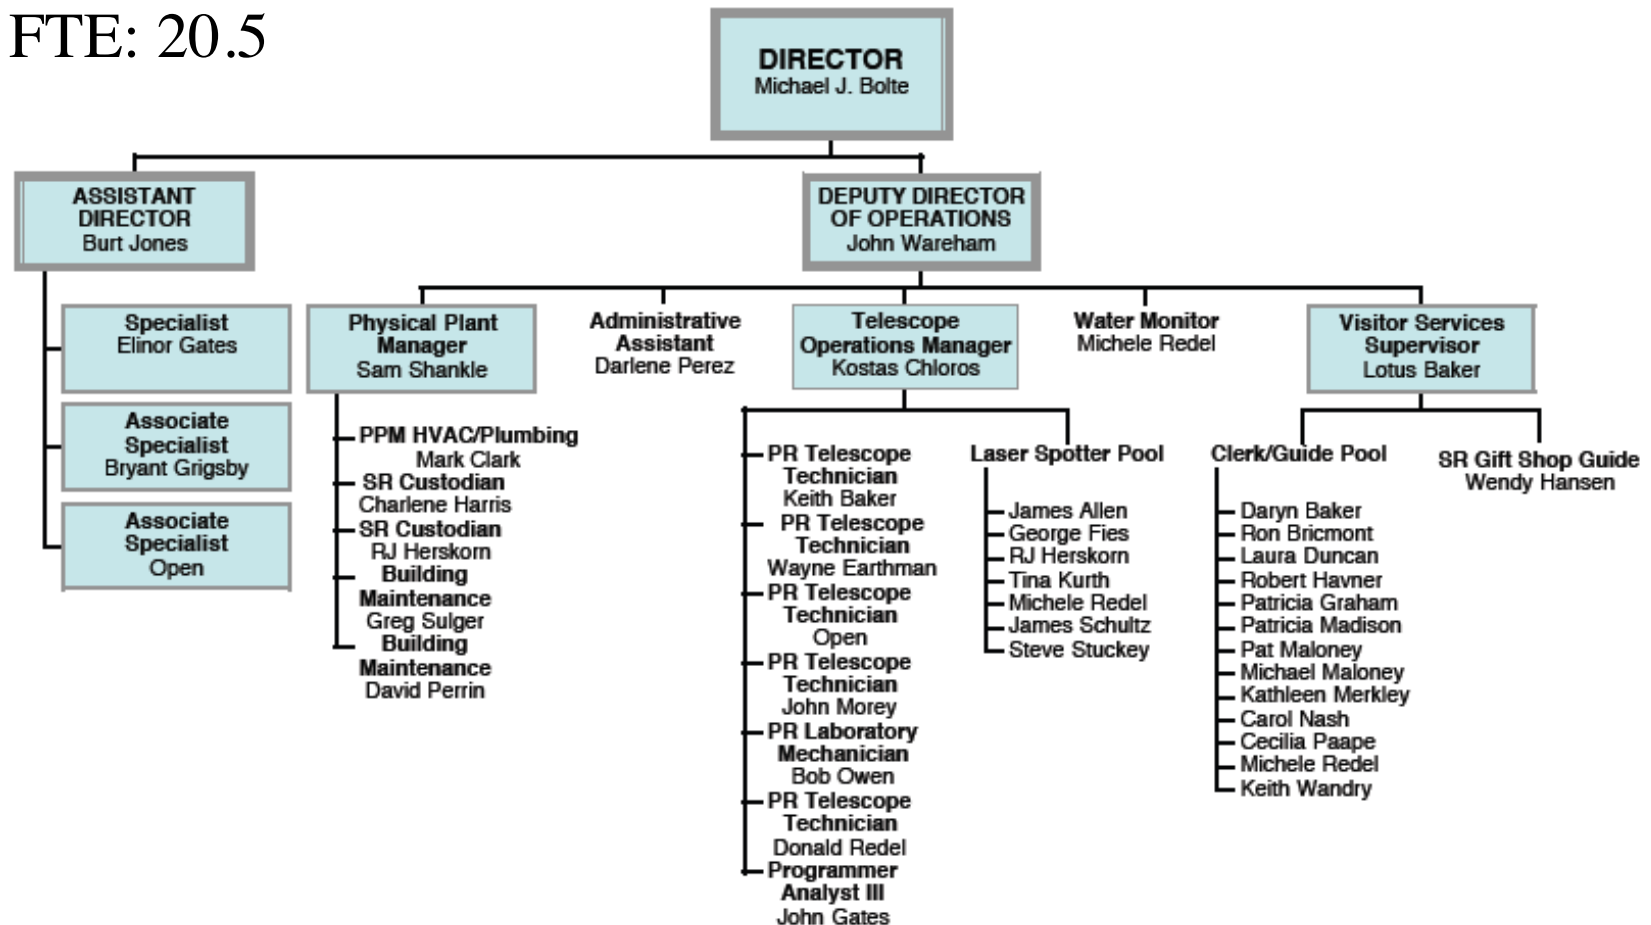 FTE: 20.5
DIRECTOR
Michael J. Bolte
ASSISTANT
DIRECTOR
Burt Jones
DEPUTY DIRECTOR
OF OPERATIONS
John Wareham
Specialist
Elinor Gates
Associate
Specialist
Bryant Grigsby
Associate
Specialist
Open
Physical Plant
Manager
Sam Shankle
PPM HVAC/Plumbing
Mark Clark
SR Custodian
Charlene Harris
SR Custodian
RJ Herskorn
Building
Maintenance
Greg Sulger
Building
Maintenance
David Perrin
Administrative
Assistant
Darlene Perez
Telescope
Operations Manager
Kostas Chloros
PR Telescope
Technician
Keith Baker
PR Telescope
Technician
Wayne Earthman
PR Telescope
Technician
Open
PR Telescope
Technician
John Morey
PR Laboratory
Mechanician
Bob Owen
PR Telescope
Technician
Donald Redel
Programmer
Analyst III
John Gates
Laser Spotter Pool
James Allen
George Fies
RJ Herskorn
Tina Kurth
Michele Redel
James Schultz
Steve Stuckey
Water Monitor
Michele Redel
Visitor Services
Supervisor
Lotus Baker
Clerk/Guide Pool
Daryn Baker
Ron Bricmont
Laura Duncan
Robert Havner
Patricia Graham
Patricia Madison
Pat Maloney
Michael Maloney
Kathleen Merkley
Carol Nash
Cecilia Paape
Michele Redel
Keith Wandry
SR Gift Shop Guide
Wendy Hansen